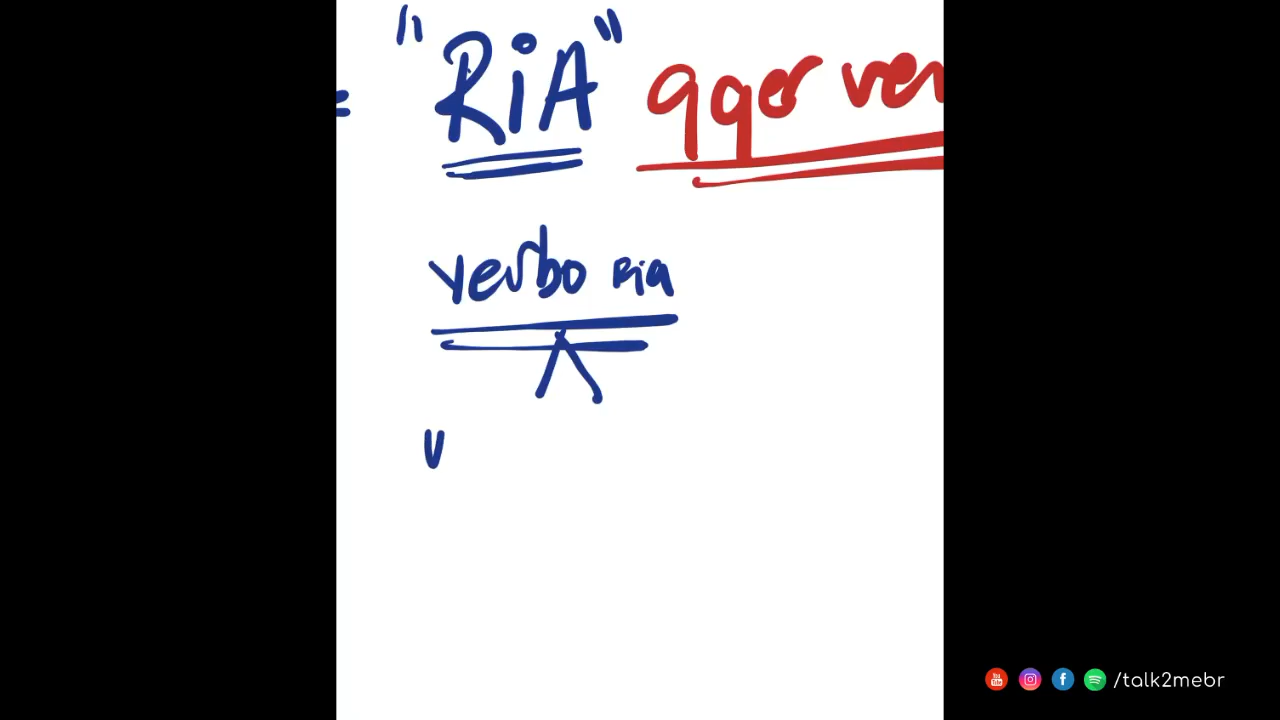 = "RiA" qqer ver
verbo Ria
v
/talk2mebr